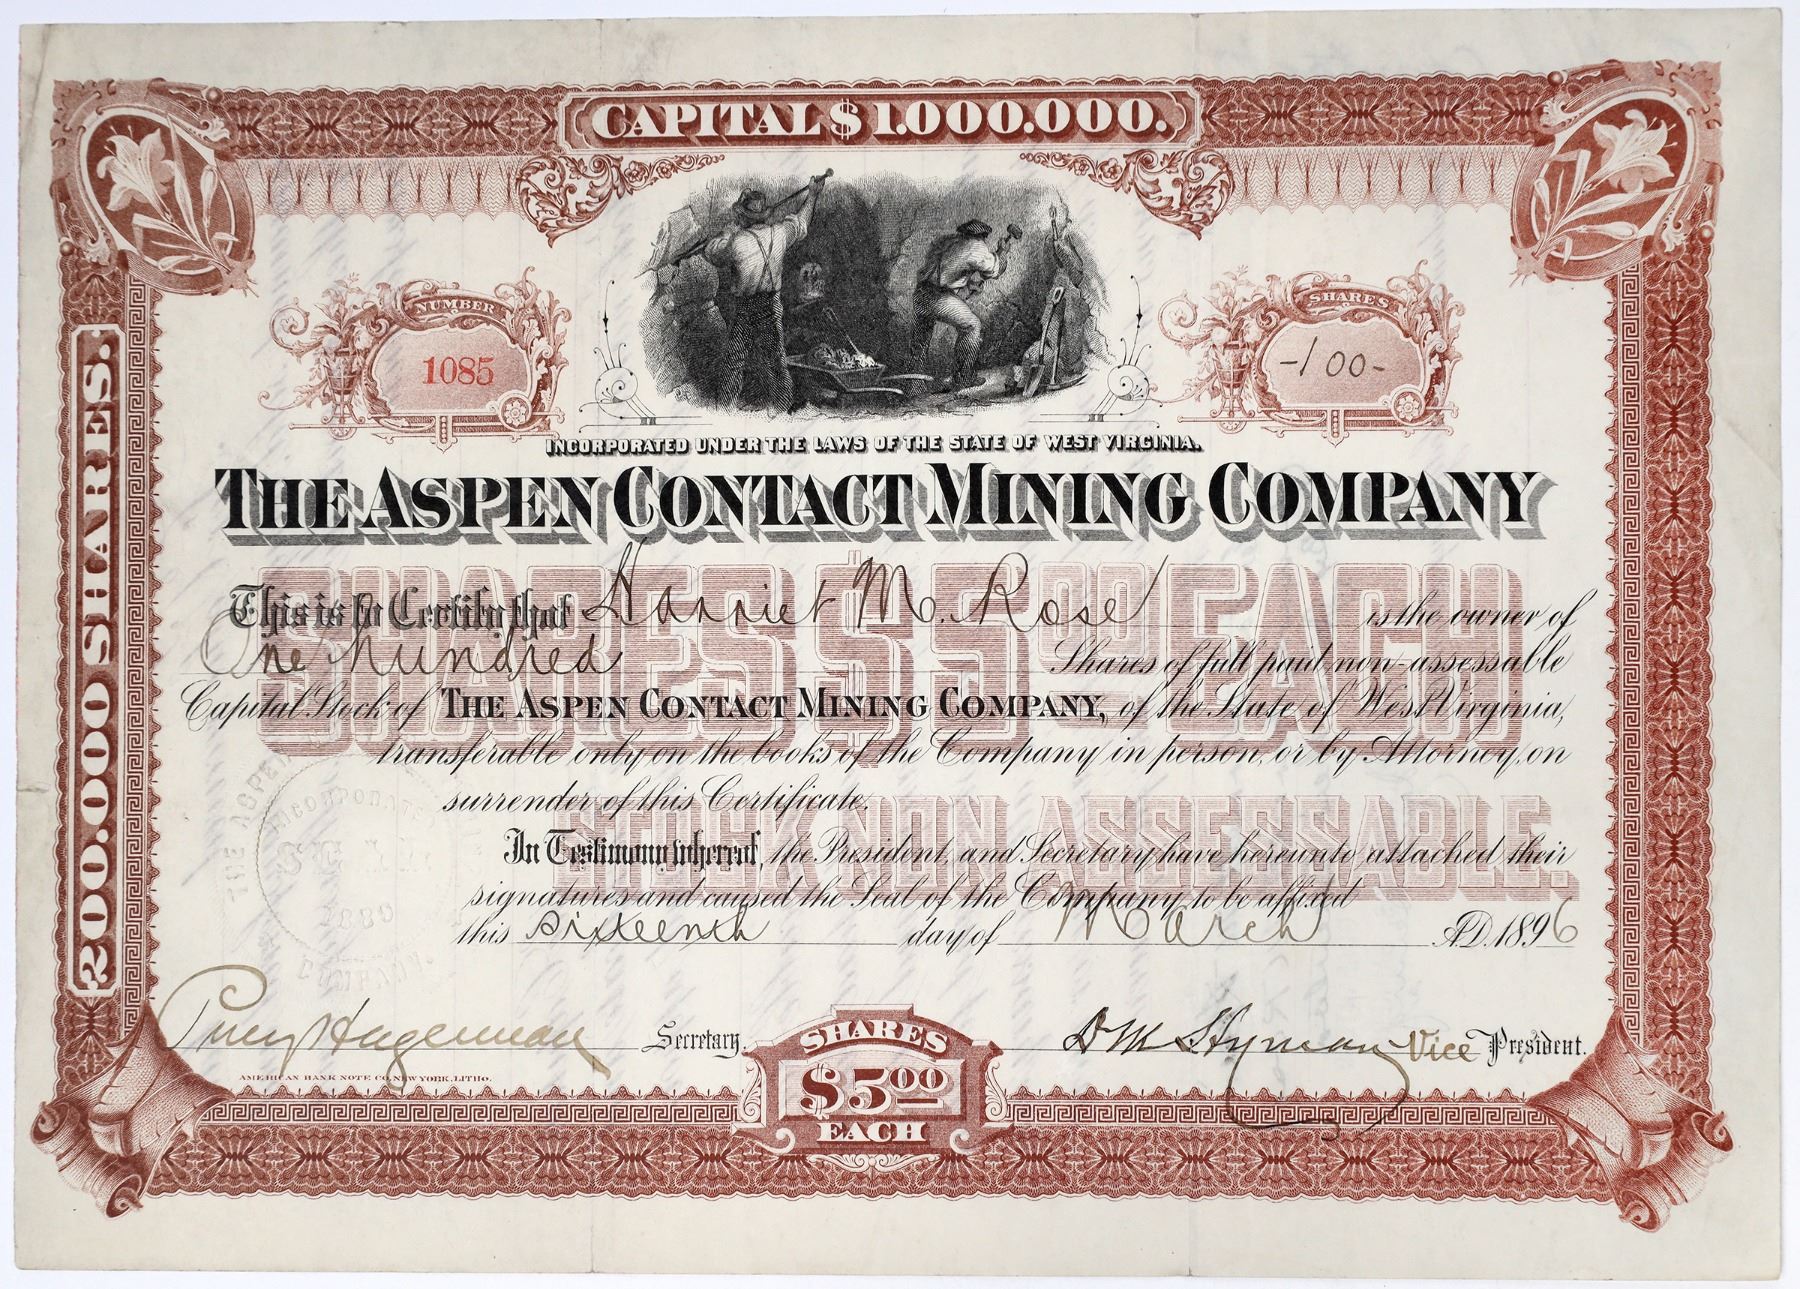 CAPITAL $1.000.000.
200.000 SHARES.
NUMBER
1085
SHARES
-100-
INCORPORATED UNDER THE LAWS OF THE STATE OF WEST VIRGINIA.
THE ASPEN CONTACT MINING COMPANY
SHARES $5 00 EACH
This is to Certify that Harriet M. Rose is the owner of
One Hundred Shares of full paid non-assessable
Capital Stock of THE ASPEN CONTACT MINING COMPANY, of the State of West Virginia,
transferable only on the books of the Company in person, or by Attorney, on
surrender of this Certificate.
STOCK NON ASSESSABLE.
In Testimony whereof, the President, and Secretary have hereunto attached their
signatures and caused the Seal of the Company to be affixed
this Sixteenth day of March A.D. 1896
THE ASPEN
INCORPORATED
SEAL
COMPANY.
Percy Hagerman Secretary.
D M Hyman Vice President.
AMERICAN BANK NOTE CO. NEW YORK, LITHO.
SHARES
$5.00
EACH